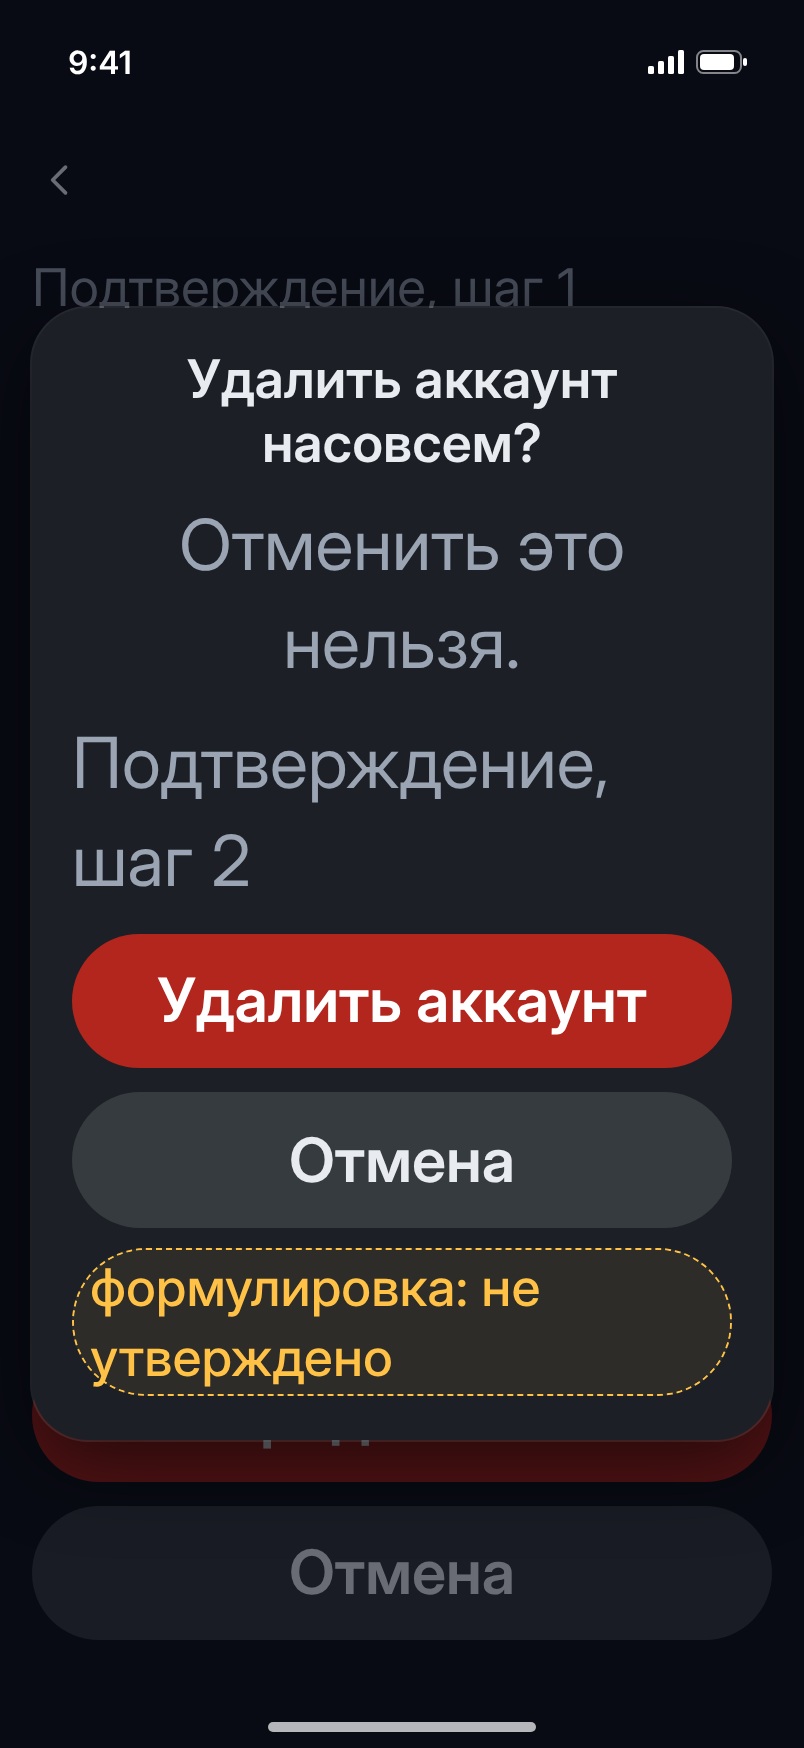 9:41
Подтверждение, шаг 1
Удалить аккаунт
насовсем?
Отменить это
нельзя.
Подтверждение,
шаг 2
Удалить аккаунт
Отмена
формулировка: не
утверждено
Отмена